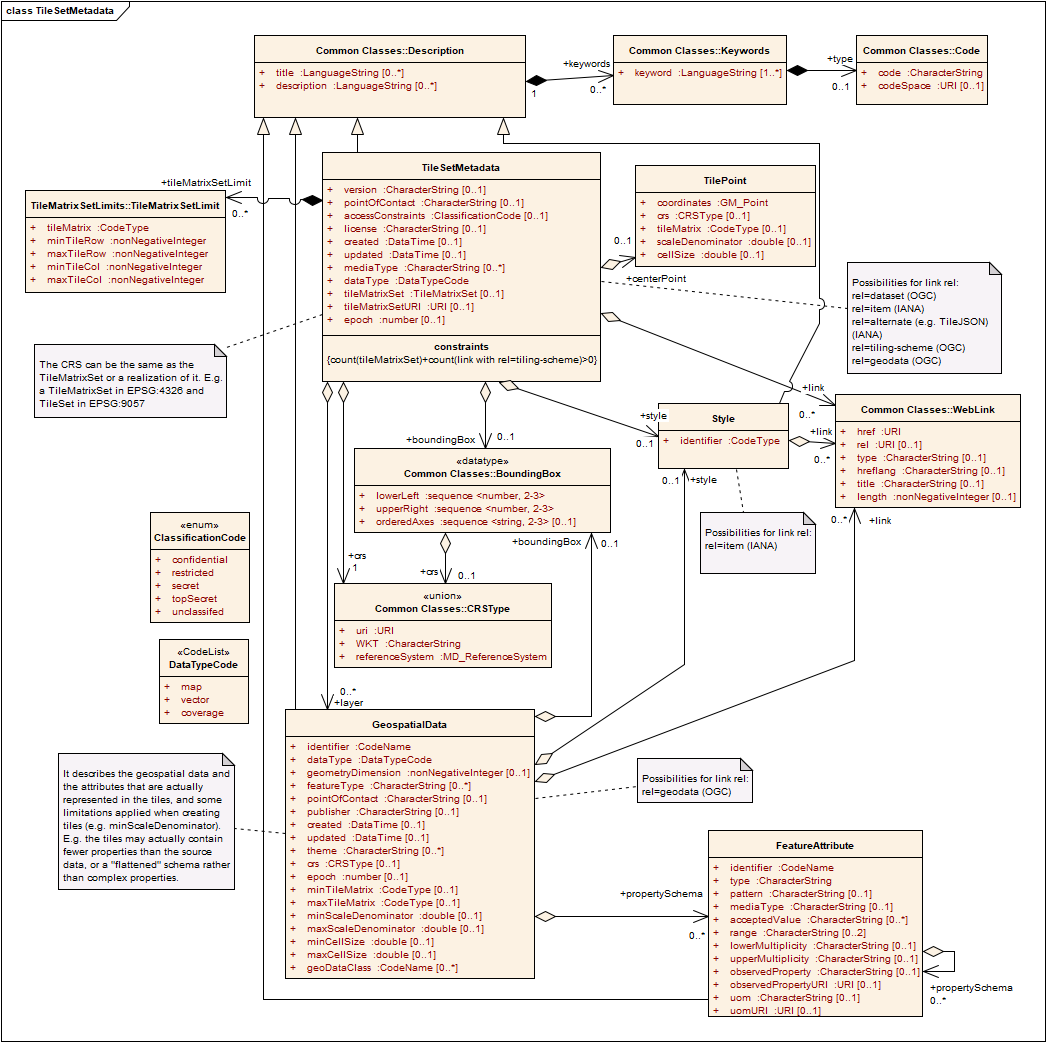 class TileSetMetadata
Common Classes::Description
+ title :LanguageString [0..*]
+ description :LanguageString [0..*]
+keywords
1
0..*
Common Classes::Keywords
+ keyword :LanguageString [1..*]
+type
0..1
Common Classes::Code
+ code :CharacterString
+ codeSpace :URI [0..1]
+tileMatrixSetLimit
0..*
TileMatrixSetLimits::TileMatrixSetLimit
+ tileMatrix :CodeType
+ minTileRow :nonNegativeInteger
+ maxTileRow :nonNegativeInteger
+ minTileCol :nonNegativeInteger
+ maxTileCol :nonNegativeInteger
TileSetMetadata
+ version :CharacterString [0..1]
+ pointOfContact :CharacterString [0..1]
+ accessConstraints :ClassificationCode [0..1]
+ license :CharacterString [0..1]
+ created :DataTime [0..1]
+ updated :DataTime [0..1]
+ mediaType :CharacterString [0..*]
+ dataType :DataTypeCode
+ tileMatrixSet :TileMatrixSet [0..1]
+ tileMatrixSetURI :URI [0..1]
+ epoch :number [0..1]
constraints
{count(tileMatrixSet)+count(link with rel=tiling-scheme)>0}
TilePoint
+ coordinates :GM_Point
+ crs :CRSType [0..1]
+ tileMatrix :CodeType [0..1]
+ scaleDenominator :double [0..1]
+ cellSize :double [0..1]
0..1
+centerPoint
Possibilities for link rel:
rel=dataset (OGC)
rel=item (IANA)
rel=alternate (e.g. TileJSON)
(IANA)
rel=tiling-scheme (OGC)
rel=geodata (OGC)
The CRS can be the same as the
TileMatrixSet or a realization of it. E.g.
a TileMatrixSet in EPSG:4326 and
TileSet in EPSG:9057
+link
0..*
+style
0..1
Style
+ identifier :CodeType
+link
0..*
Common Classes::WebLink
+ href :URI
+ rel :URI [0..1]
+ type :CharacterString [0..1]
+ hreflang :CharacterString [0..1]
+ title :CharacterString [0..1]
+ length :nonNegativeInteger [0..1]
+boundingBox
0..1
«datatype»
Common Classes::BoundingBox
+ lowerLeft :sequence <number, 2-3>
+ upperRight :sequence <number, 2-3>
+ orderedAxes :sequence <string, 2-3> [0..1]
0..1
+style
0..*
+link
Possibilities for link rel:
rel=item (IANA)
«enum»
ClassificationCode
+ confidential
+ restricted
+ secret
+ topSecret
+ unclassifed
+boundingBox
0..1
+crs
1
+crs
0..1
«union»
Common Classes::CRSType
+ uri :URI
+ WKT :CharacterString
+ referenceSystem :MD_ReferenceSystem
«CodeList»
DataTypeCode
+ map
+ vector
+ coverage
0..*
+layer
GeospatialData
+ identifier :CodeName
+ dataType :DataTypeCode
+ geometryDimension :nonNegativeInteger [0..1]
+ featureType :CharacterString [0..*]
+ pointOfContact :CharacterString [0..1]
+ publisher :CharacterString [0..1]
+ created :DataTime [0..1]
+ updated :DataTime [0..1]
+ theme :CharacterString [0..*]
+ crs :CRSType [0..1]
+ epoch :number [0..1]
+ minTileMatrix :CodeType [0..1]
+ maxTileMatrix :CodeType [0..1]
+ minScaleDenominator :double [0..1]
+ maxScaleDenominator :double [0..1]
+ minCellSize :double [0..1]
+ maxCellSize :double [0..1]
+ geoDataClass :CodeName [0..*]
It describes the geospatial data and
the attributes that are actually
represented in the tiles, and some
limitations applied when creating
tiles (e.g. minScaleDenominator).
E.g. the tiles may actually contain
fewer properties than the source
data, or a "flattened" schema rather
than complex properties.
Possibilities for link rel:
rel=geodata (OGC)
+propertySchema
0..*
FeatureAttribute
+ identifier :CodeName
+ type :CharacterString
+ pattern :CharacterString [0..1]
+ mediaType :CharacterString [0..1]
+ acceptedValue :CharacterString [0..*]
+ range :CharacterString [0..2]
+ lowerMultiplicity :CharacterString [0..1]
+ upperMultiplicity :CharacterString [0..1]
+ observedProperty :CharacterString [0..1]
+ observedPropertyURI :URI [0..1]
+ uom :CharacterString [0..1]
+ uomURI :URI [0..1]
+propertySchema
0..*